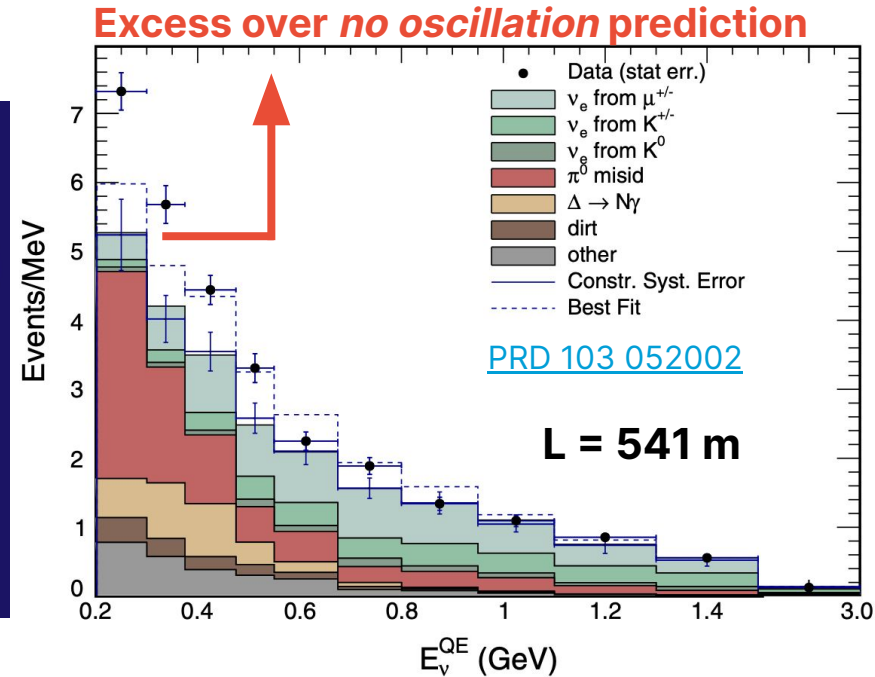 Excess over no oscillation prediction
Data (stat err.)
νe from μ+/-
νe from K+/-
νe from K0
π0 misid
Δ → Nγ
dirt
other
Constr. Syst. Error
Best Fit
PRD 103 052002
L = 541 m
Events/MeV
7
6
5
4
3
2
1
0
0.2 0.4 0.6 0.8 1 1.2 1.4 3.0
EνQE (GeV)